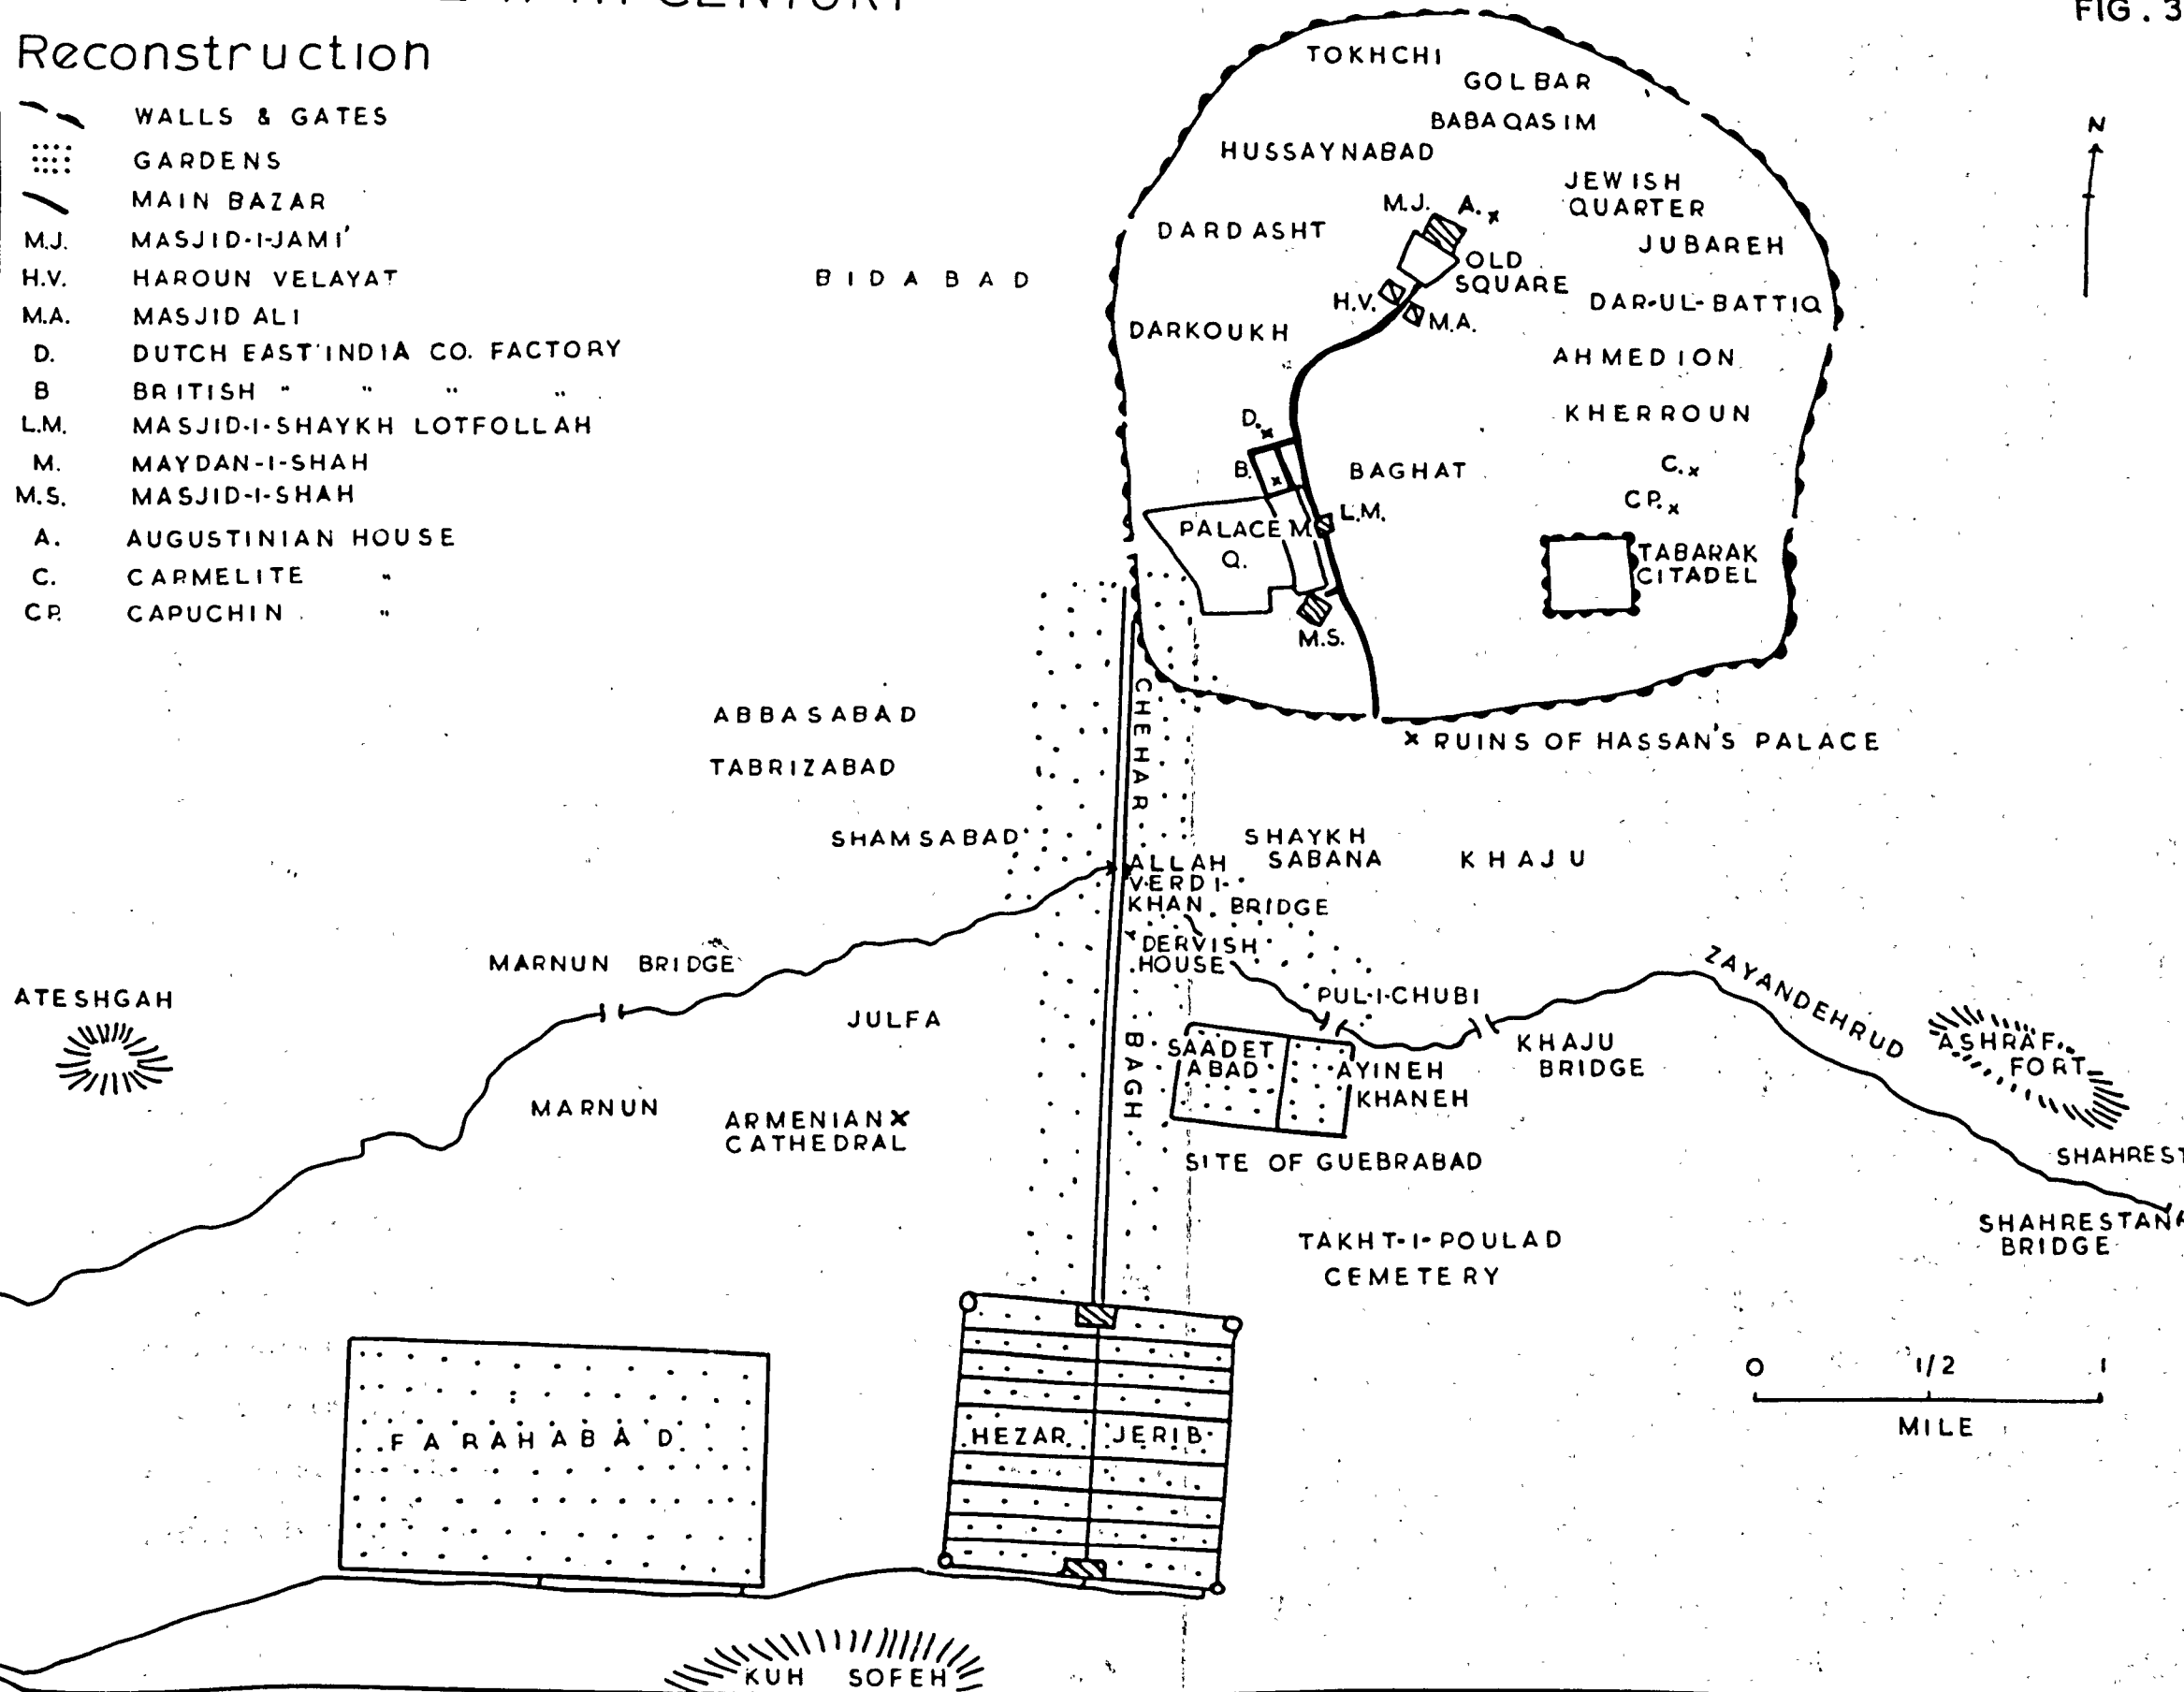 CENTURY
FIG. 3
Reconstruction
WALLS & GATES
GARDENS
MAIN BAZAR
M.J. MASJID-I-JAMI'
H.V. HAROUN VELAYAT
M.A. MASJID ALI
D. DUTCH EAST INDIA CO. FACTORY
B BRITISH " " " "
L.M. MASJID-I-SHAYKH LOTFOLLAH
M. MAYDAN-I-SHAH
M.S. MASJID-I-SHAH
A. AUGUSTINIAN HOUSE
C. CARMELITE "
CP. CAPUCHIN "
TOKHCHI
GOLBAR
BABA QASIM
HUSSAYNABAD
JEWISH
QUARTER
M.J. A.
DARDASHT
JUBAREH
OLD
SQUARE
BIDABAD
H.V.
M.A.
DAR-UL-BATTIQ
DARKOUKH
AHMEDION
KHERROUN
D.
B.
BAGHAT
C.
CP.
L.M.
PALACE M.
Q.
TABARAK
CITADEL
M.S.
N
CHEHAR
ABBASABAD
RUINS OF HASSAN'S PALACE
TABRIZABAD
SHAMSABAD
SHAYKH
SABANA
KHAJU
ALLAH
VERDI-
KHAN BRIDGE
DERVISH
HOUSE
MARNUN BRIDGE
ZAYANDEHRUD
ATESHGAH
PUL-I-CHUBI
JULFA
BAGH
KHAJU
BRIDGE
ASHRAF
FORT
SAADET
ABAD
AYINEH
KHANEH
MARNUN
ARMENIAN
CATHEDRAL
SITE OF GUEBRABAD
SHAHREST
SHAHRESTAN
BRIDGE
TAKHT-I-POULAD
CEMETERY
0 1/2 1
MILE
FARAHABAD
HEZAR JERIB
KUH SOFEH